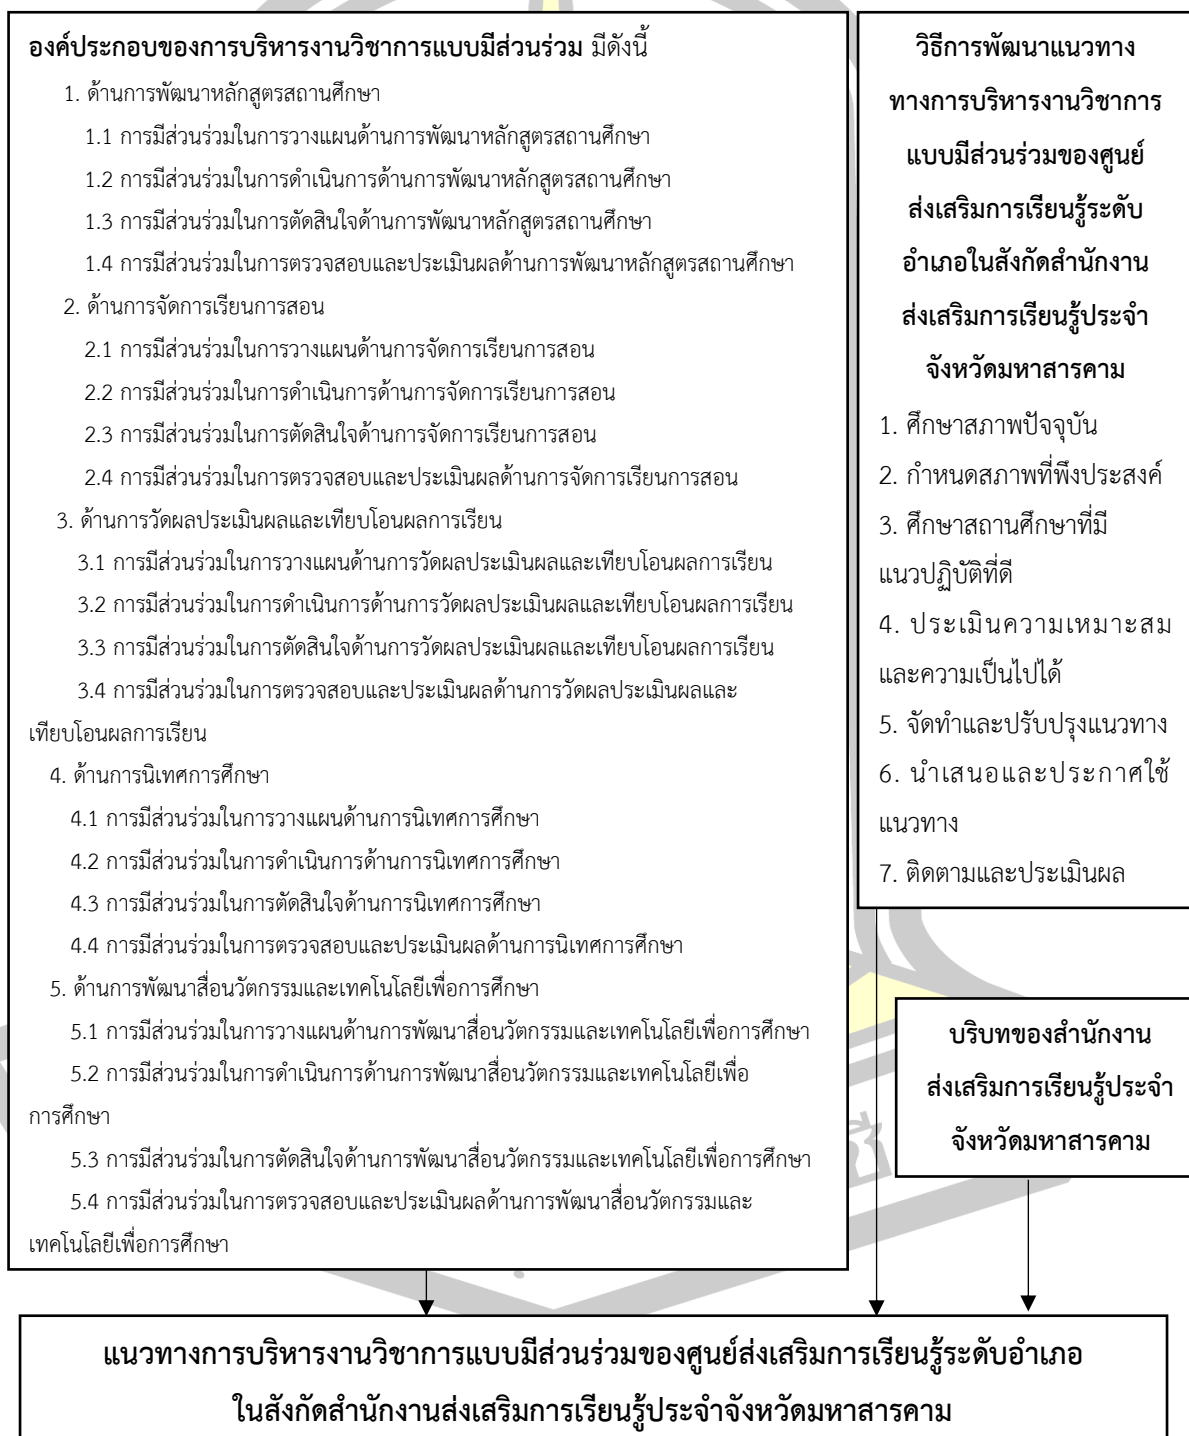 องค์ประกอบของการบริหารงานวิชาการแบบมีส่วนร่วม มีดังนี้
1. ด้านการพัฒนาหลักสูตรสถานศึกษา
1.1 การมีส่วนร่วมในการวางแผนด้านการพัฒนาหลักสูตรสถานศึกษา
1.2 การมีส่วนร่วมในการดำเนินการด้านการพัฒนาหลักสูตรสถานศึกษา
1.3 การมีส่วนร่วมในการตัดสินใจด้านการพัฒนาหลักสูตรสถานศึกษา
1.4 การมีส่วนร่วมในการตรวจสอบและประเมินผลด้านการพัฒนาหลักสูตรสถานศึกษา
2. ด้านการจัดการเรียนการสอน
2.1 การมีส่วนร่วมในการวางแผนด้านการจัดการเรียนการสอน
2.2 การมีส่วนร่วมในการดำเนินการด้านการจัดการเรียนการสอน
2.3 การมีส่วนร่วมในการตัดสินใจด้านการจัดการเรียนการสอน
2.4 การมีส่วนร่วมในการตรวจสอบและประเมินผลด้านการจัดการเรียนการสอน
3. ด้านการวัดผลประเมินผลและเทียบโอนผลการเรียน
3.1 การมีส่วนร่วมในการวางแผนด้านการวัดผลประเมินผลและเทียบโอนผลการเรียน
3.2 การมีส่วนร่วมในการดำเนินการด้านการวัดผลประเมินผลและเทียบโอนผลการเรียน
3.3 การมีส่วนร่วมในการตัดสินใจด้านการวัดผลประเมินผลและเทียบโอนผลการเรียน
3.4 การมีส่วนร่วมในการตรวจสอบและประเมินผลด้านการวัดผลประเมินผลและ
เทียบโอนผลการเรียน
4. ด้านการนิเทศการศึกษา
4.1 การมีส่วนร่วมในการวางแผนด้านการนิเทศการศึกษา
4.2 การมีส่วนร่วมในการดำเนินการด้านการนิเทศการศึกษา
4.3 การมีส่วนร่วมในการตัดสินใจด้านการนิเทศการศึกษา
4.4 การมีส่วนร่วมในการตรวจสอบและประเมินผลด้านการนิเทศการศึกษา
5. ด้านการพัฒนาสื่อนวัตกรรมและเทคโนโลยีเพื่อการศึกษา
5.1 การมีส่วนร่วมในการวางแผนด้านการพัฒนาสื่อนวัตกรรมและเทคโนโลยีเพื่อการศึกษา
5.2 การมีส่วนร่วมในการดำเนินการด้านการพัฒนาสื่อนวัตกรรมและเทคโนโลยีเพื่อ
การศึกษา
5.3 การมีส่วนร่วมในการตัดสินใจด้านการพัฒนาสื่อนวัตกรรมและเทคโนโลยีเพื่อการศึกษา
5.4 การมีส่วนร่วมในการตรวจสอบและประเมินผลด้านการพัฒนาสื่อนวัตกรรมและ
เทคโนโลยีเพื่อการศึกษา
วิธีการพัฒนาแนวทาง
ทางการบริหารงานวิชาการ
แบบมีส่วนร่วมของศูนย์
ส่งเสริมการเรียนรู้ระดับ
อำเภอในสังกัดสำนักงาน
ส่งเสริมการเรียนรู้ประจำ
จังหวัดมหาสารคาม
1. ศึกษาสภาพปัจจุบัน
2. กำหนดสภาพที่พึงประสงค์
3. ศึกษาสถานศึกษาที่มี
แนวปฏิบัติที่ดี
4. ประเมินความเหมาะสม
และความเป็นไปได้
5. จัดทำและปรับปรุงแนวทาง
6. นำเสนอและประกาศใช้
แนวทาง
7. ติดตามและประเมินผล
บริบทของสำนักงาน
ส่งเสริมการเรียนรู้ประจำ
จังหวัดมหาสารคาม
แนวทางการบริหารงานวิชาการแบบมีส่วนร่วมของศูนย์ส่งเสริมการเรียนรู้ระดับอำเภอ
ในสังกัดสำนักงานส่งเสริมการเรียนรู้ประจำจังหวัดมหาสารคาม